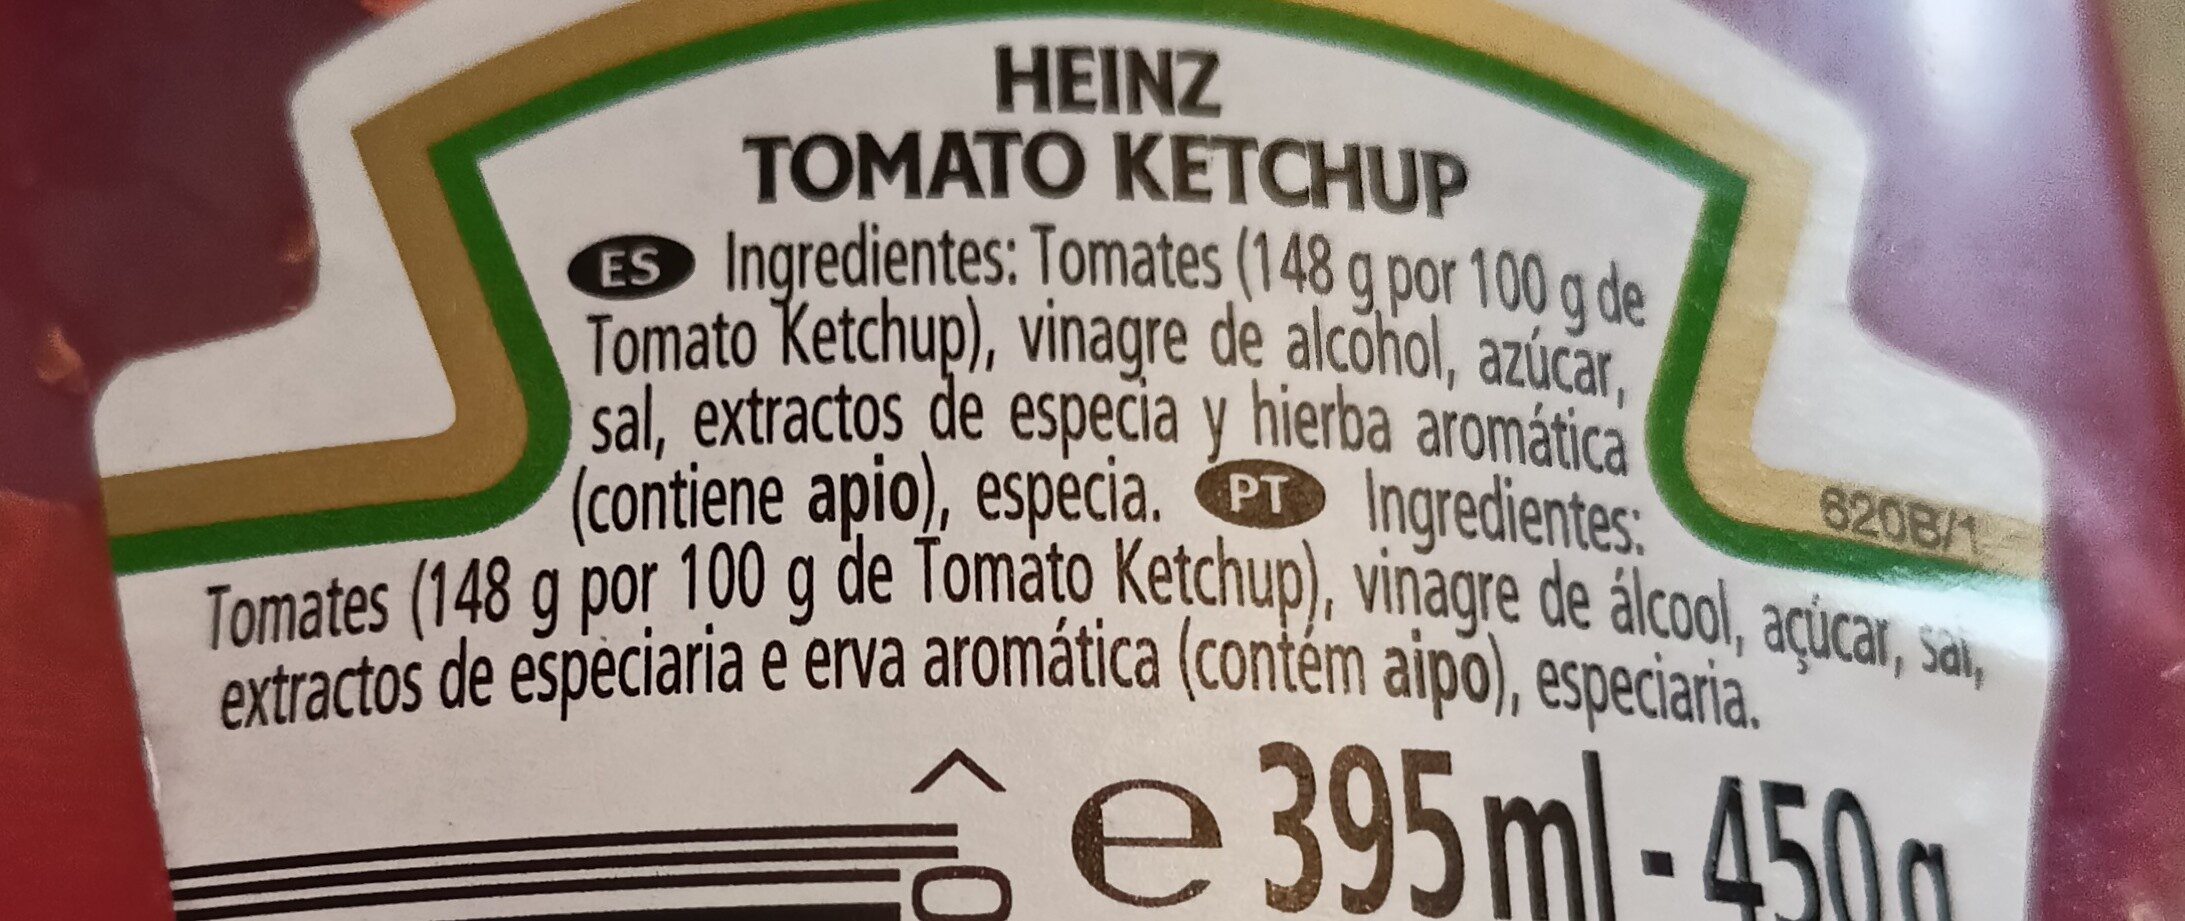 HEINZ
TOMATO KETCHUP
ES Ingredientes: Tomates (148 g por 100 g de
Tomato Ketchup), vinagre de alcohol, azúcar,
sal, extractos de especia y hierba aromática
(contiene apio), especia. PT Ingredientes:
620B/1
Tomates (148 g por 100 g de Tomato Ketchup), vinagre de álcool, açúcar, sal,
extractos de especiaria e erva aromática (contém aipo), especiaria.
e 395 ml - 450g